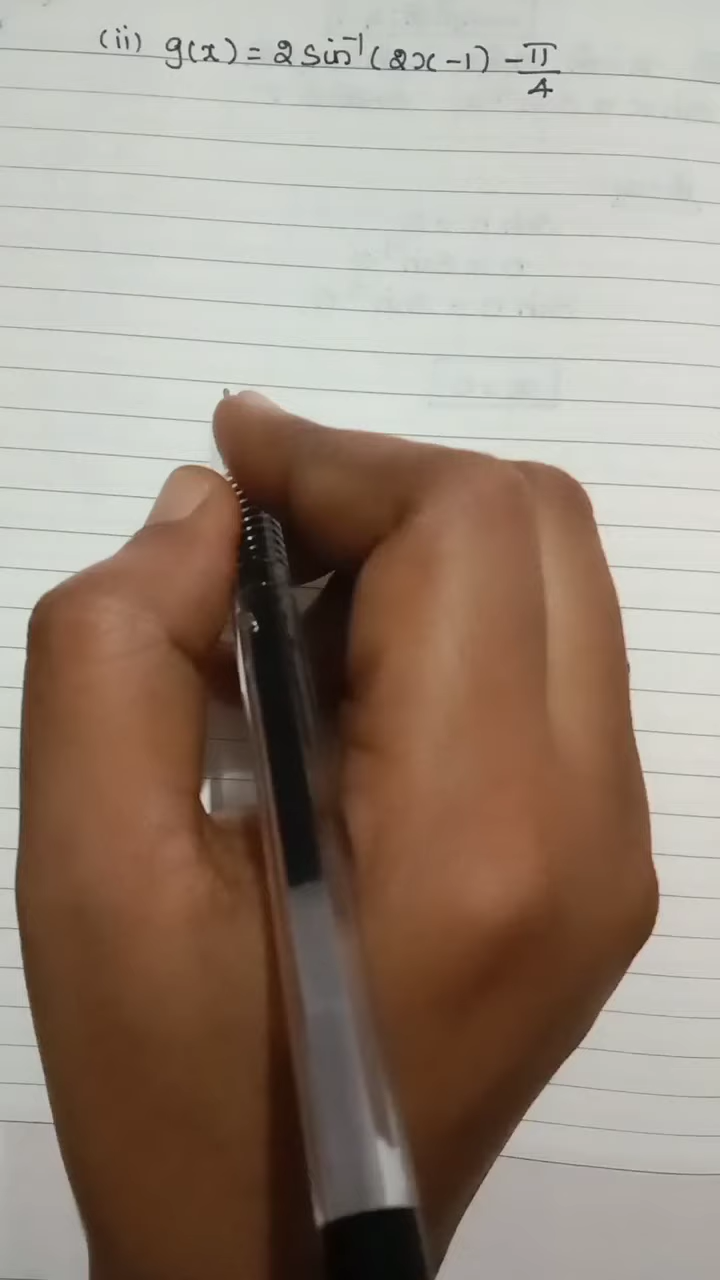 (ii) g(x) = 2 sin⁻¹(2x - 1) - π/4